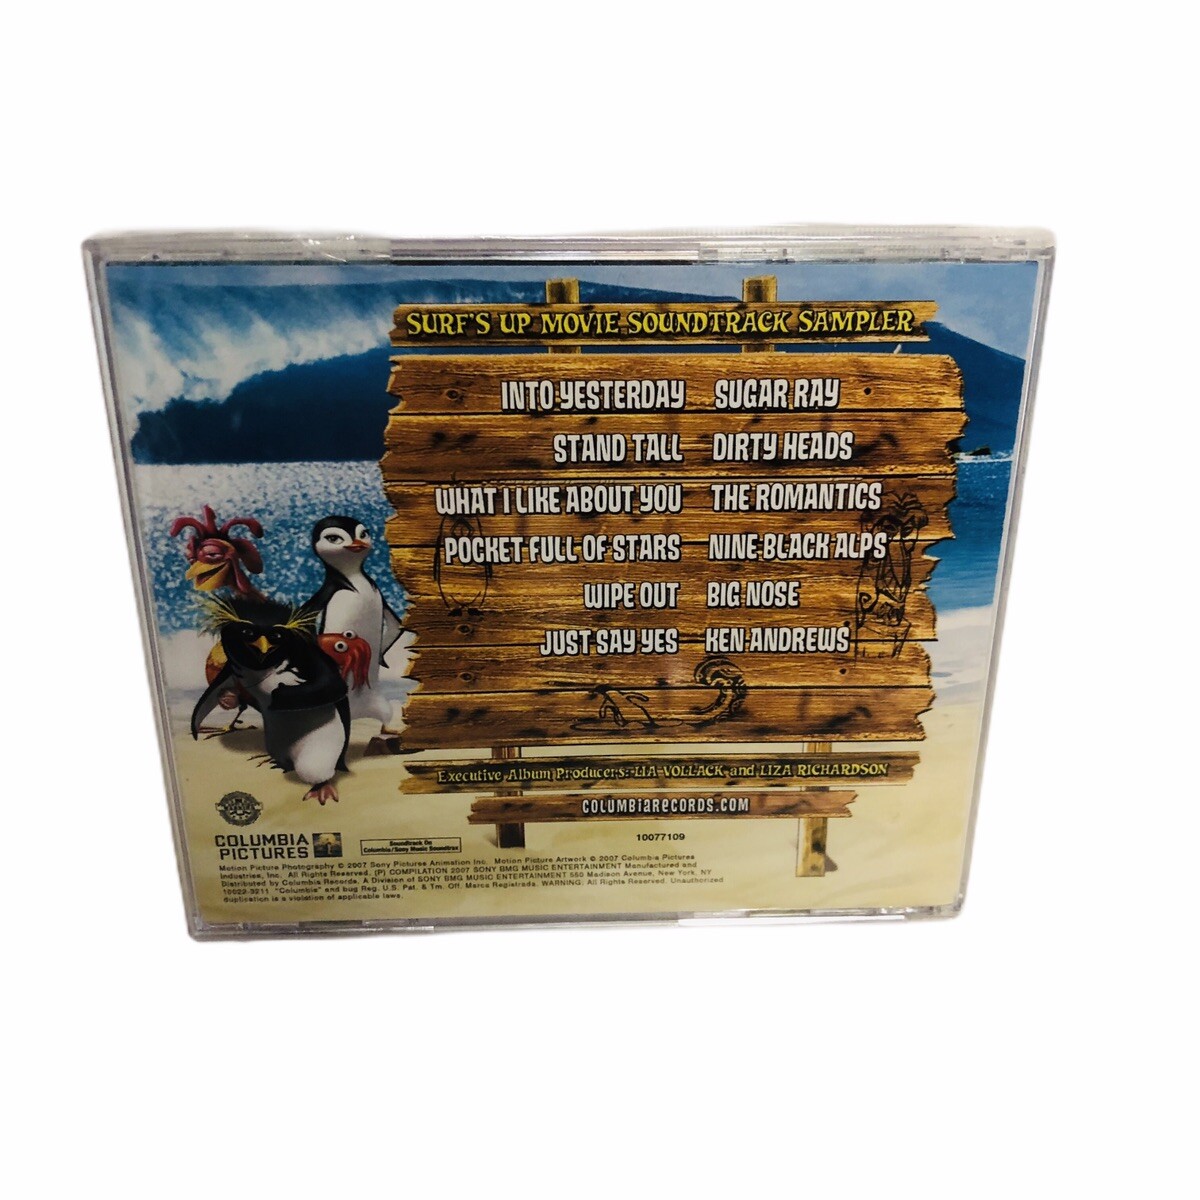 SURF'S UP MOVIE SOUNDTRACK SAMPLER
INTO YESTERDAY SUGAR RAY
STAND TALL DIRTY HEADS
WHAT I LIKE ABOUT YOU THE ROMANTICS
POCKET FULL OF STARS NINE BLACK ALPS
WIPE OUT BIG NOSE
JUST SAY YES KEN ANDREWS
Executive Album Producers: LIA VOLLACK and LIZA RICHARDSON
COLUMBIARECORDS.COM
10077109
COLUMBIA
PICTURES
Soundtrack On
Columbia/Sony Music Soundtrax
Motion Picture Photography © 2007 Sony Pictures Animation Inc. Motion Picture Artwork © 2007 Columbia Pictures
Industries, Inc. All Rights Reserved. (P) COMPILATION 2007 SONY BMG MUSIC ENTERTAINMENT Manufactured and
Distributed by Columbia Records. A Division of SONY BMG MUSIC ENTERTAINMENT 550 Madison Avenue, New York, NY
10022-3211 "Columbia" and bug Reg. U.S. Pat. & Tm. Off. Marca Registrada. WARNING: All Rights Reserved. Unauthorized
duplication is a violation of applicable laws.